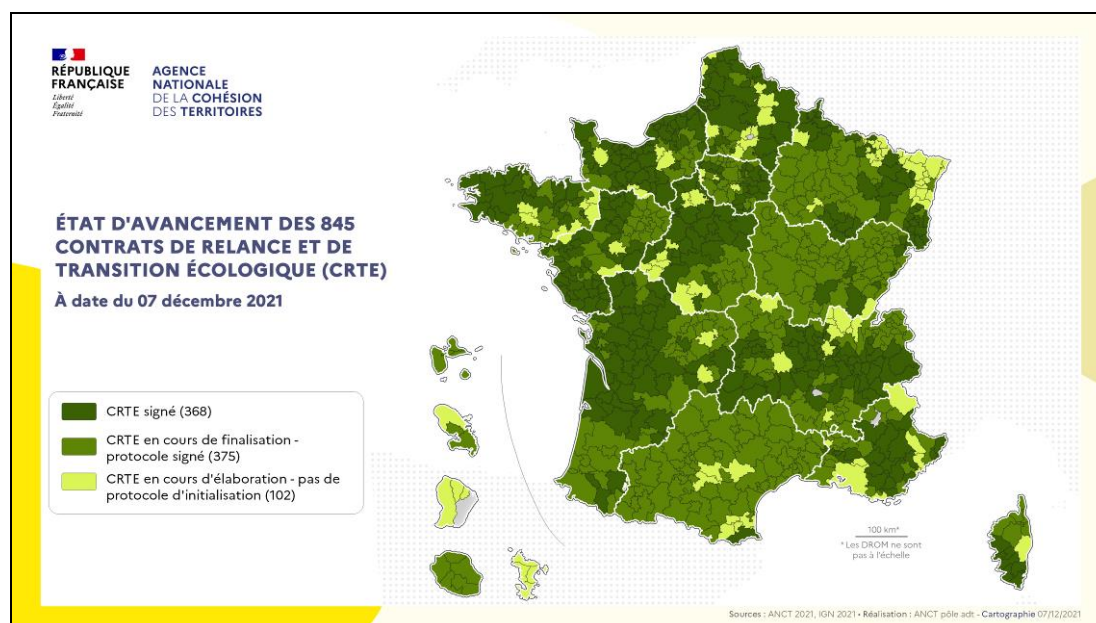 RÉPUBLIQUE
FRANÇAISE
Liberté
Égalité
Fraternité
AGENCE
NATIONALE
DE LA COHÉSION
DES TERRITOIRES
ÉTAT D'AVANCEMENT DES 845
CONTRATS DE RELANCE ET DE
TRANSITION ÉCOLOGIQUE (CRTE)
À date du 07 décembre 2021
CRTE signé (368)
CRTE en cours de finalisation -
protocole signé (375)
CRTE en cours d'élaboration - pas de
protocole d'initialisation (102)
100 km*
* Les DROM ne sont
pas à l'échelle
Sources : ANCT 2021, IGN 2021 • Réalisation : ANCT pôle adt - Cartographie 07/12/2021